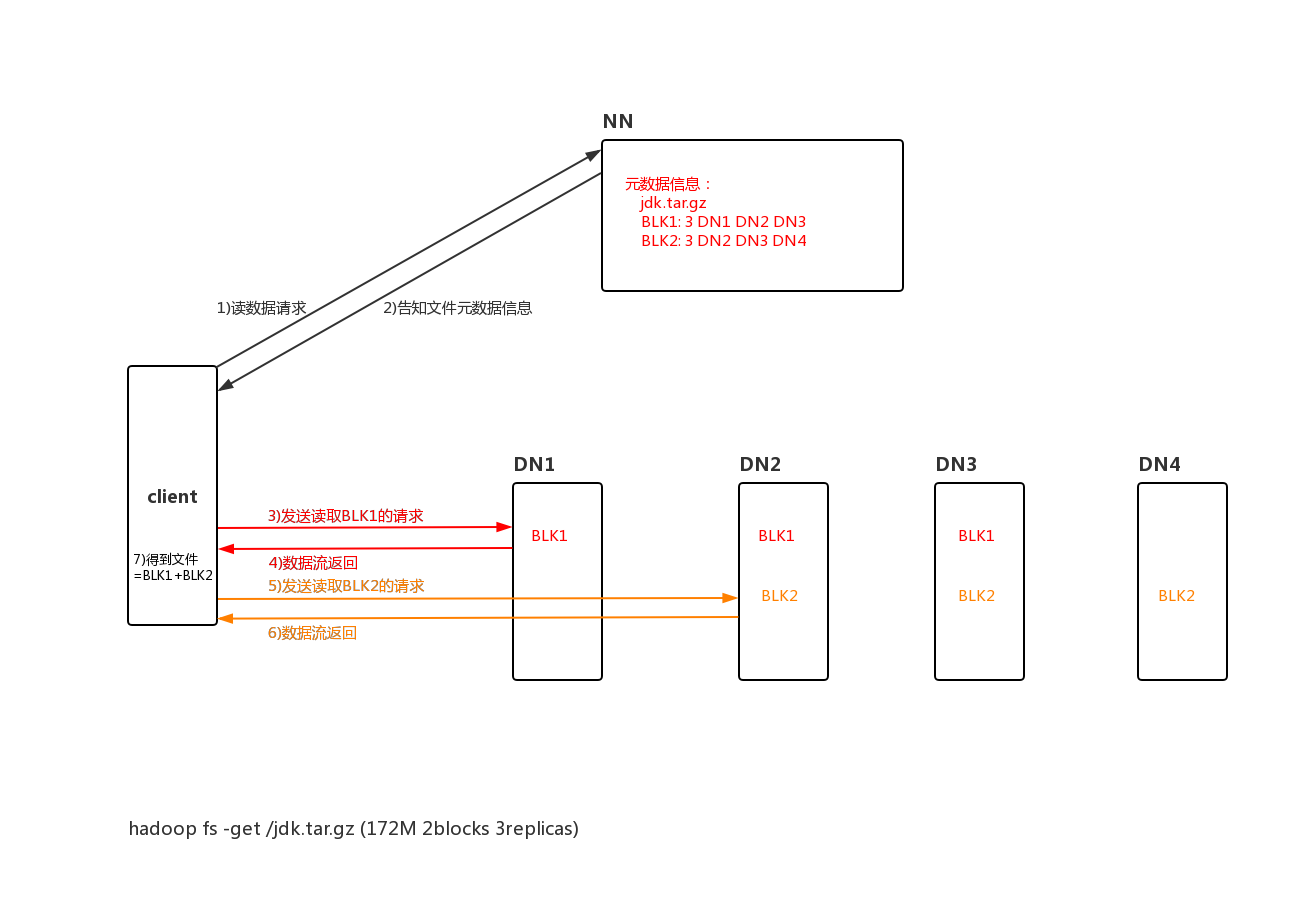 NN
元数据信息：
jdk.tar.gz
BLK1: 3 DN1 DN2 DN3
BLK2: 3 DN2 DN3 DN4
1)读数据请求
2)告知文件元数据信息
client
7)得到文件
=BLK1+BLK2
3)发送读取BLK1的请求
4)数据流返回
5)发送读取BLK2的请求
6)数据流返回
DN1
BLK1
DN2
BLK1
BLK2
DN3
BLK1
BLK2
DN4
BLK2
hadoop fs -get /jdk.tar.gz (172M 2blocks 3replicas)